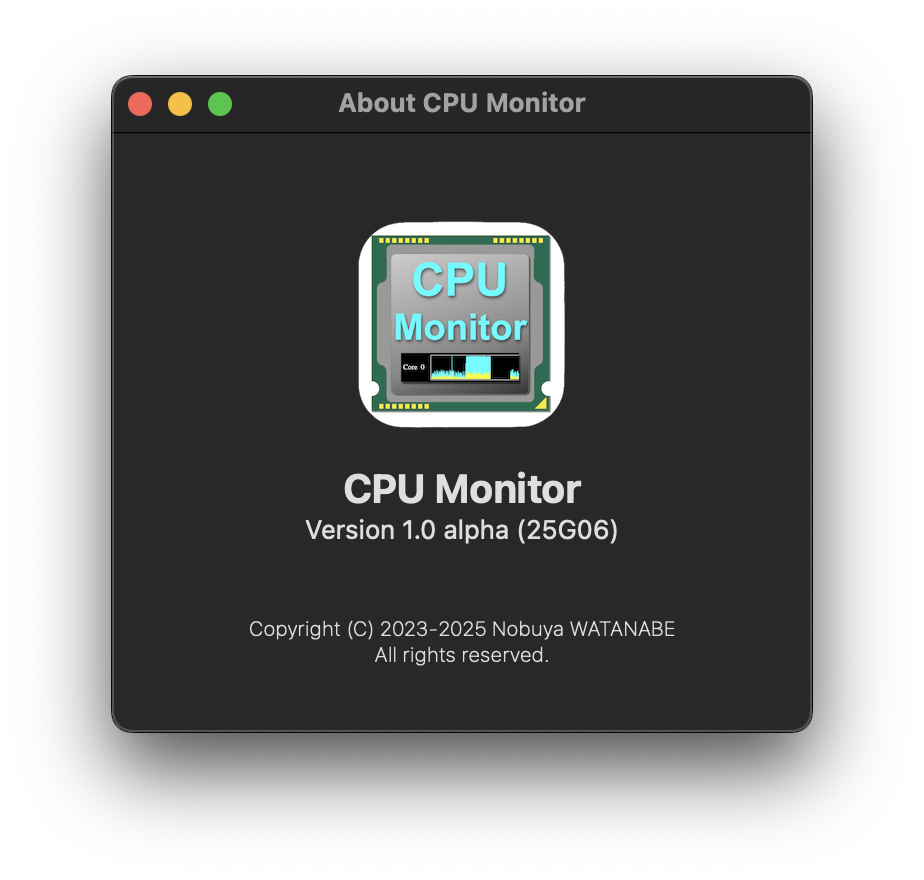 About CPU Monitor
CPU
Monitor
Core 0
CPU Monitor
Version 1.0 alpha (25G06)
Copyright (C) 2023-2025 Nobuya WATANABE
All rights reserved.